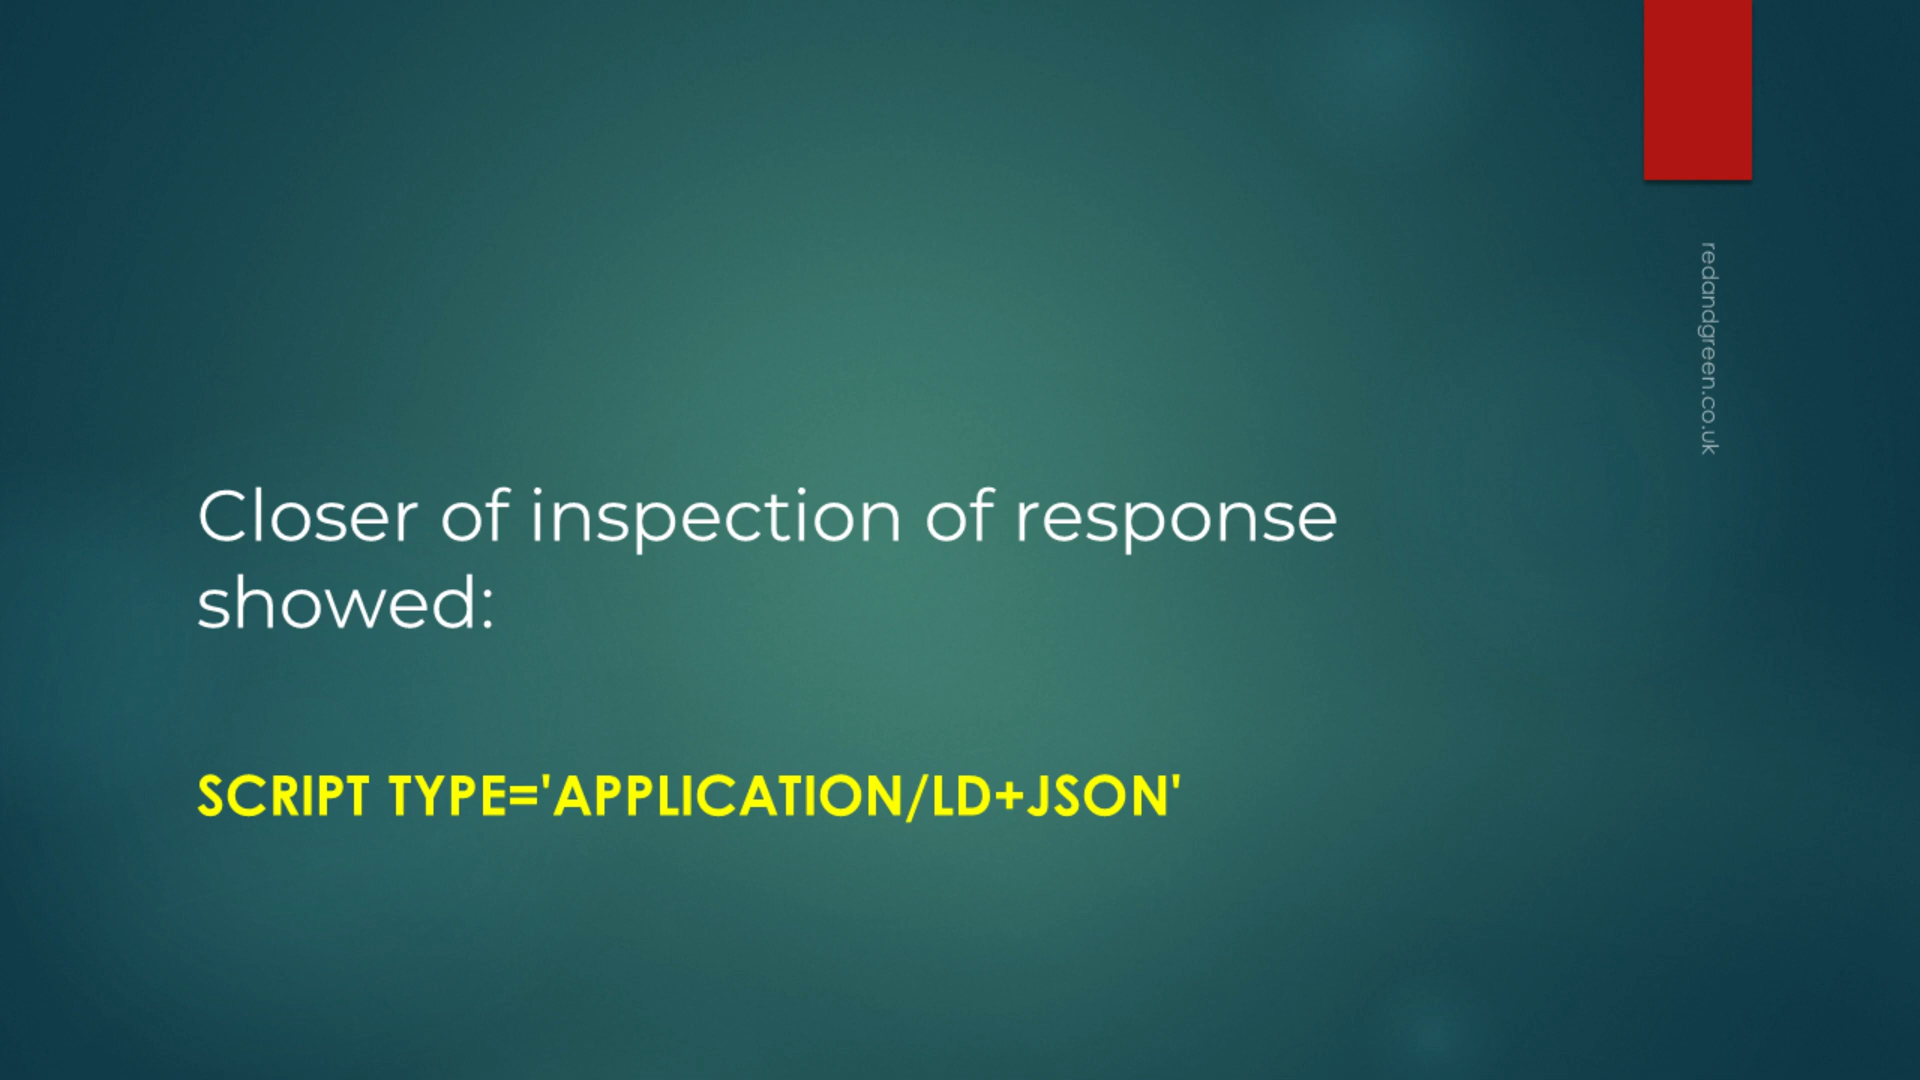 redandgreen.co.uk
Closer of inspection of response
showed:
SCRIPT TYPE='APPLICATION/LD+JSON'